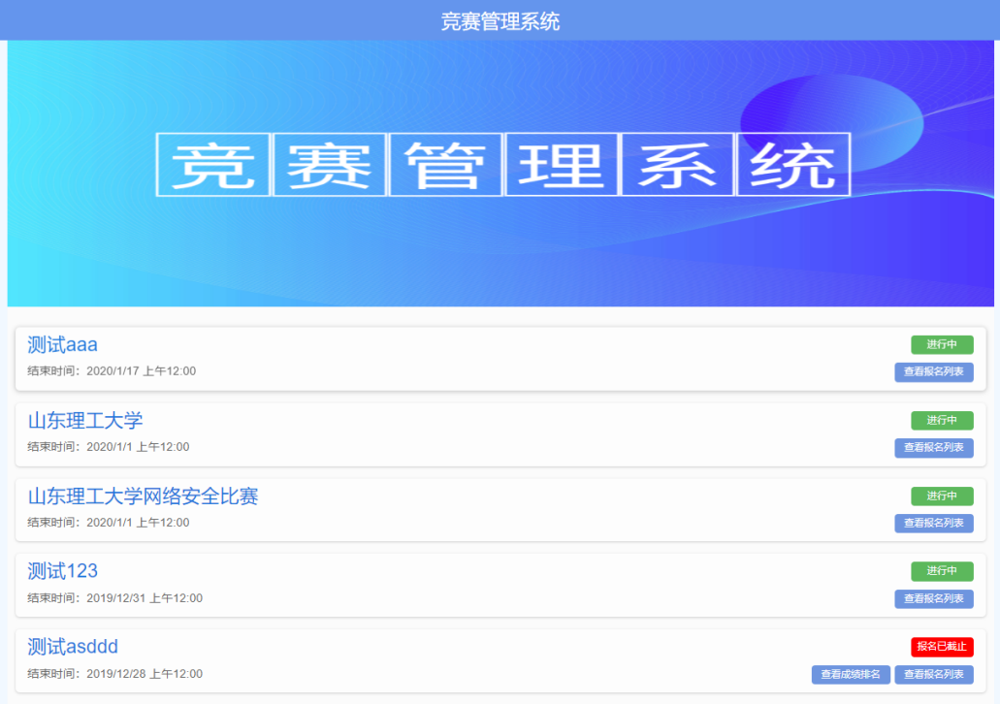 竞赛管理系统
竞赛管理系统
测试aaa
进行中
结束时间：2020/1/17 上午12:00
查看报名列表
山东理工大学
进行中
结束时间：2020/1/1 上午12:00
查看报名列表
山东理工大学网络安全比赛
进行中
结束时间：2020/1/1 上午12:00
查看报名列表
测试123
进行中
结束时间：2019/12/31 上午12:00
查看报名列表
测试asddd
报名已截止
结束时间：2019/12/28 上午12:00
查看成绩排名 查看报名列表